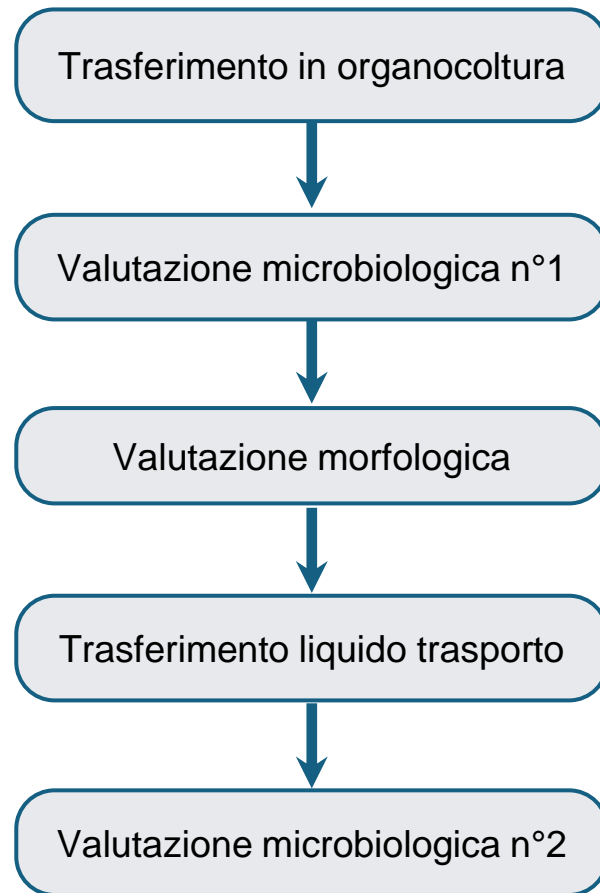 Trasferimento in organocoltura
Valutazione microbiologica n°1
Valutazione morfologica
Trasferimento liquido trasporto
Valutazione microbiologica n°2